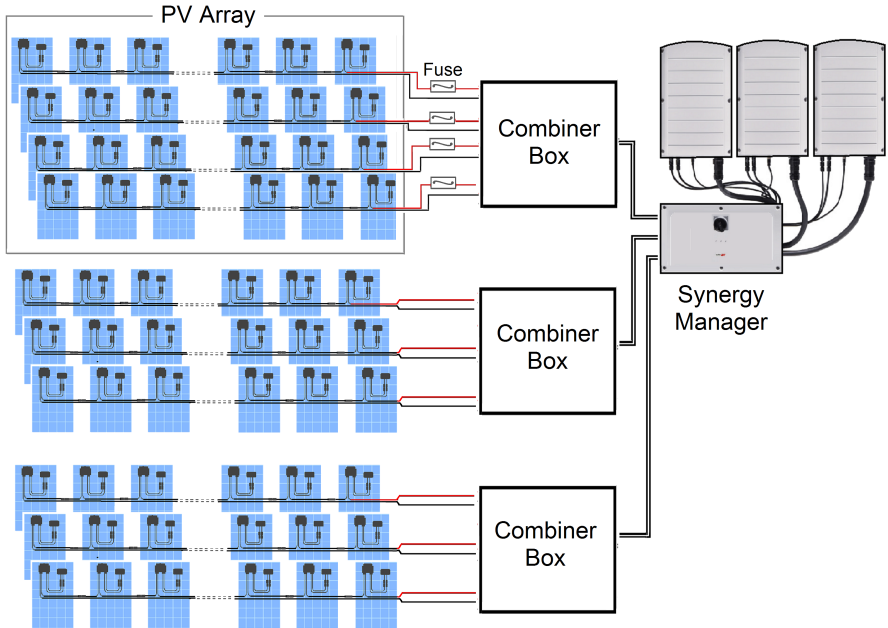 PV Array
Fuse
Combiner
Box
Synergy
Manager
Combiner
Box
Combiner
Box